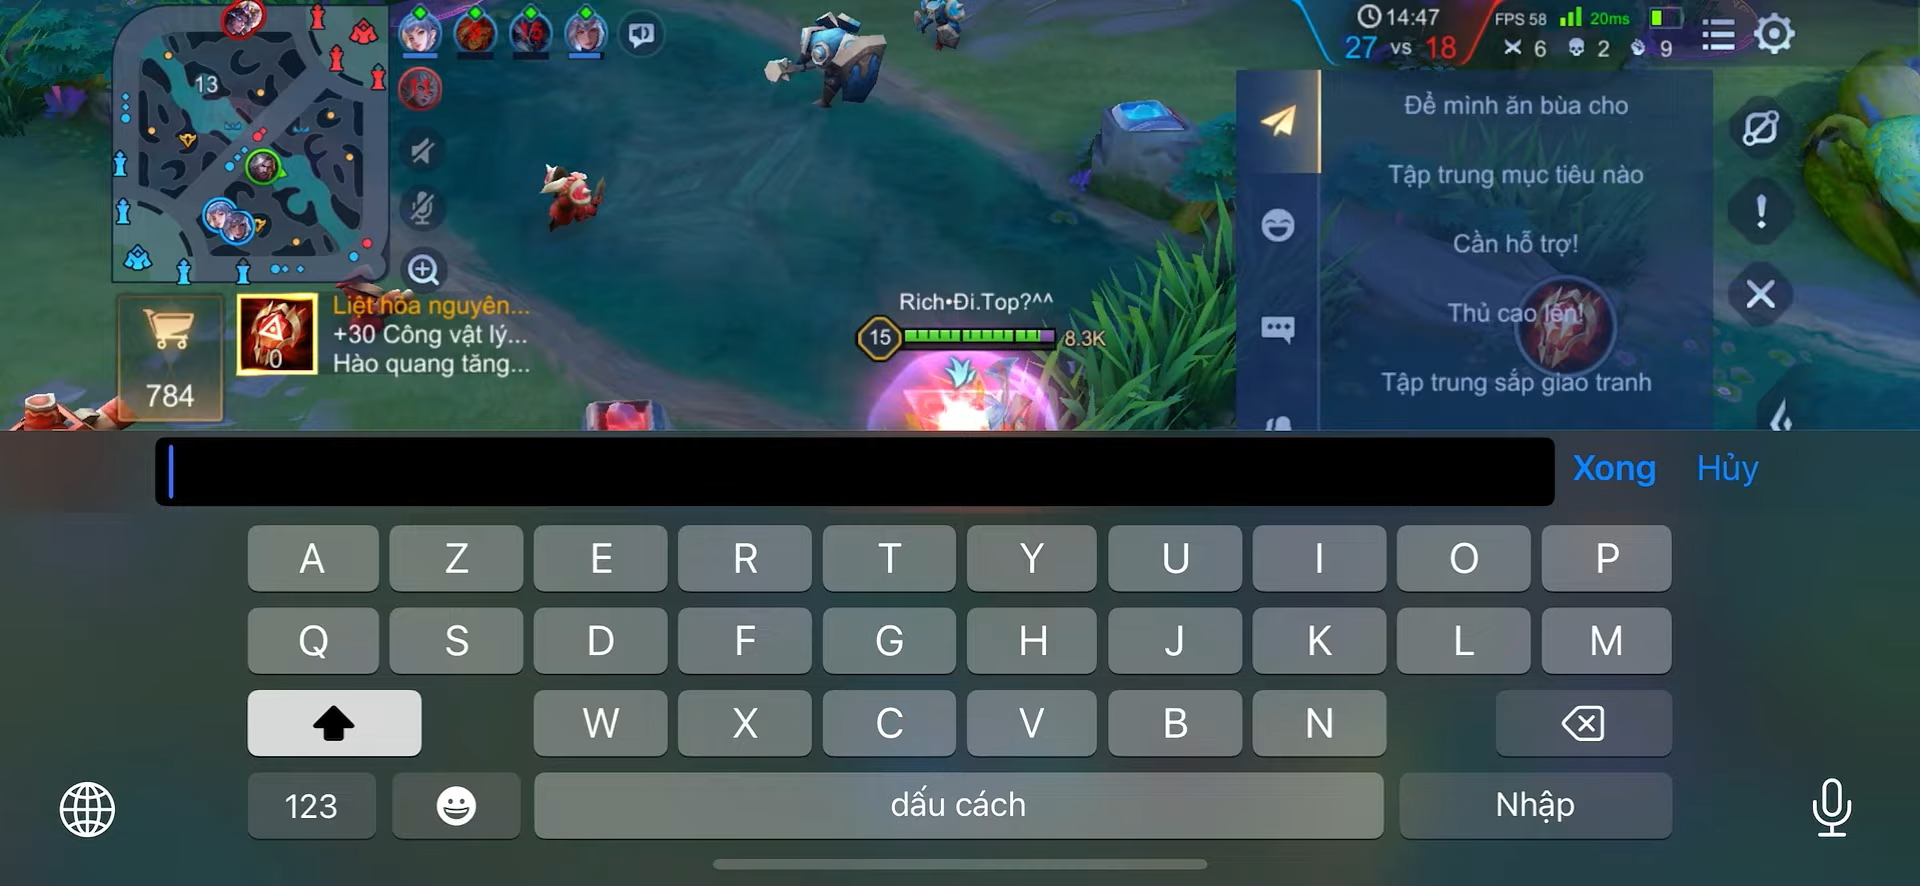 13
14:47
27 vs 18
FPS 58
20ms
6
2
9
Để mình ăn bùa cho
Tập trung mục tiêu nào
Cần hỗ trợ!
Thủ cao lên!
Tập trung sắp giao tranh
784
0
Liệt hỏa nguyên...
+30 Công vật lý...
Hào quang tăng...
Rich•Đi.Top?^^
15
8.3K
Xong
Hủy
A Z E R T Y U I O P
Q S D F G H J K L M
W X C V B N
123
dấu cách
Nhập